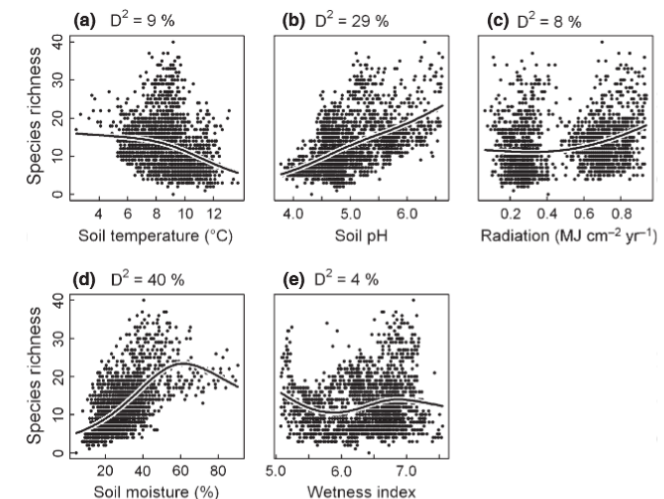 (a) D² = 9 %
(b) D² = 29 %
(c) D² = 8 %
Species richness
0 10 20 30 40
4 6 8 10 12
4.0 5.0 6.0
0.2 0.4 0.6 0.8
Soil temperature (°C)
Soil pH
Radiation (MJ cm⁻² yr⁻¹)
(d) D² = 40 %
(e) D² = 4 %
Species richness
0 10 20 30 40
20 40 60 80
5.0 6.0 7.0
Soil moisture (%)
Wetness index